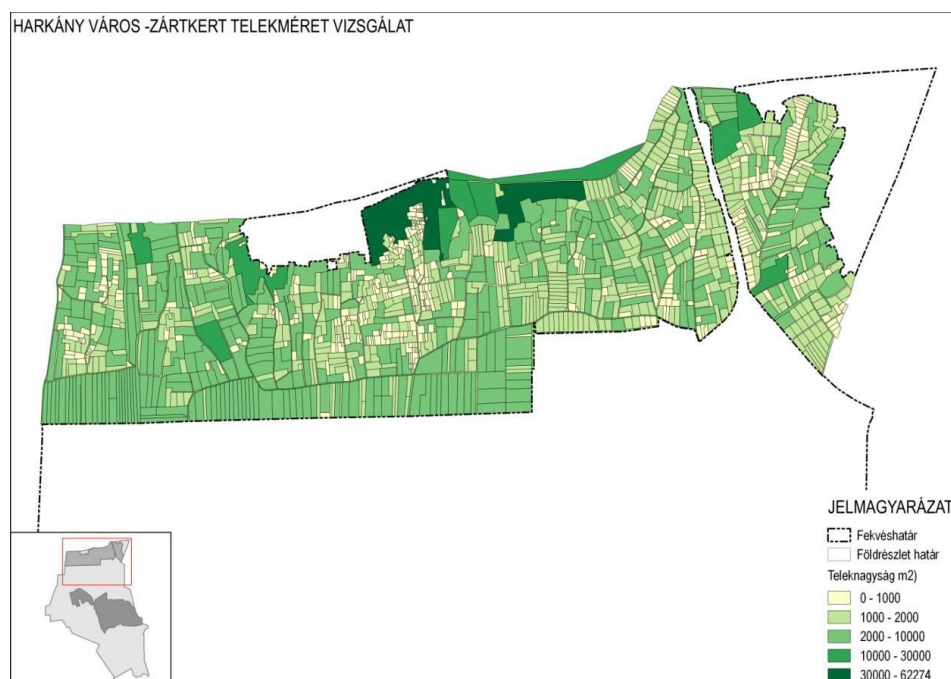 HARKÁNY VÁROS -ZÁRTKERT TELEKMÉRET VIZSGÁLAT
JELMAGYARÁZAT
Fekvéshatár
Földrészlet határ
Teleknagyság m2)
0 - 1000
1000 - 2000
2000 - 10000
10000 - 30000
30000 - 62274